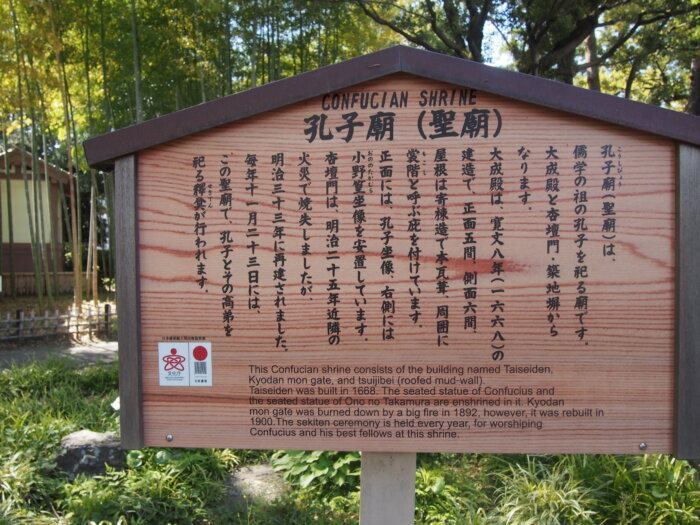 CONFUCIAN SHRINE
孔子廟（聖廟）
孔子廟（聖廟）は、
儒学の祖の孔子を祀る廟です。
大成殿と杏壇門・築地塀から
なります。
大成殿は、寛文八年（一六六八）の
建造で、正面五間、側面六間、
屋根は寄棟造で本瓦葺、周囲に
裳階と呼ぶ庇を付けています。
正面には、孔子坐像、右側には
小野篁坐像を安置しています。
杏壇門は、明治二十五年近隣の
火災で焼失しましたが、
明治三十三年に再建されました。
毎年十一月二十三日には、
この聖廟で、孔子とその高弟を
祀る釋奠が行われます。
This Confucian shrine consists of the building named Taiseiden,
Kyodan mon gate, and tsuijibei (roofed mud-wall).
Taiseiden was built in 1668. The seated statue of Confucius and
the seated statue of Ono no Takamura are enshrined in it. Kyodan
mon gate was burned down by a big fire in 1892, however, it was rebuilt in
1900.The sekiten ceremony is held every year, for worshiping
Confucius and his best fellows at this shrine.